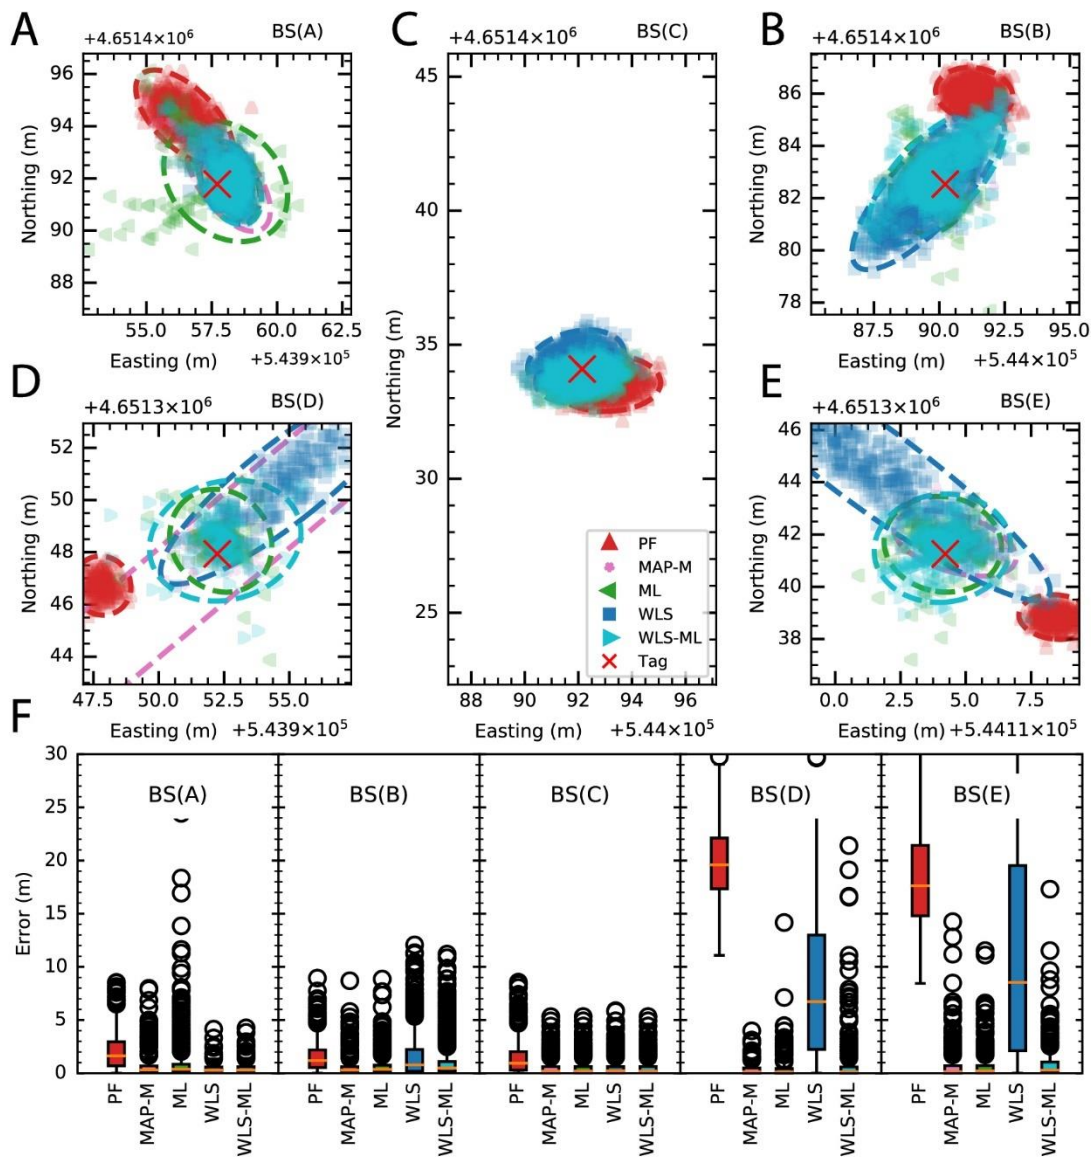 A
+4.6514×10⁶
BS(A)
96
94
92
90
88
Northing (m)
55.0
57.5
60.0
62.5
Easting (m)
+5.439×10⁵
C
+4.6514×10⁶
BS(C)
45
40
35
30
25
Northing (m)
PF
MAP-M
ML
WLS
WLS-ML
Tag
90
92
94
96
Easting (m)
+5.44×10⁵
B
+4.6514×10⁶
BS(B)
86
84
82
80
78
Northing (m)
87.5
90.0
92.5
95.0
Easting (m)
+5.44×10⁵
D
+4.6513×10⁶
BS(D)
52
50
48
46
44
Northing (m)
47.5
50.0
52.5
55.0
Easting (m)
+5.439×10⁵
E
+4.6513×10⁶
BS(E)
46
44
42
40
38
Northing (m)
0.0
2.5
5.0
7.5
Easting (m)
+5.4411×10⁵
F
30
25
20
15
10
5
0
Error (m)
BS(A)
BS(B)
BS(C)
BS(D)
BS(E)
PF
MAP-M
ML
WLS
WLS-ML
PF
MAP-M
ML
WLS
WLS-ML
PF
MAP-M
ML
WLS
WLS-ML
PF
MAP-M
ML
WLS
WLS-ML
PF
MAP-M
ML
WLS
WLS-ML